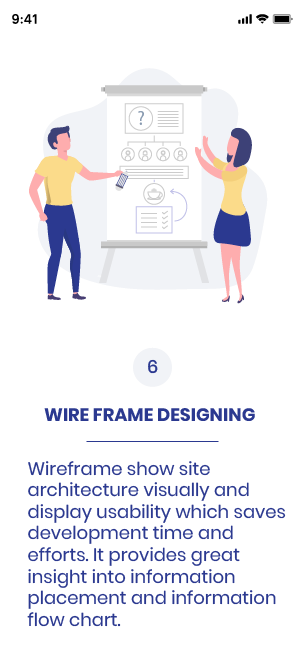 9:41
?
6
WIRE FRAME DESIGNING
Wireframe show site
architecture visually and
display usability which saves
development time and
efforts. It provides great
insight into information
placement and information
flow chart.